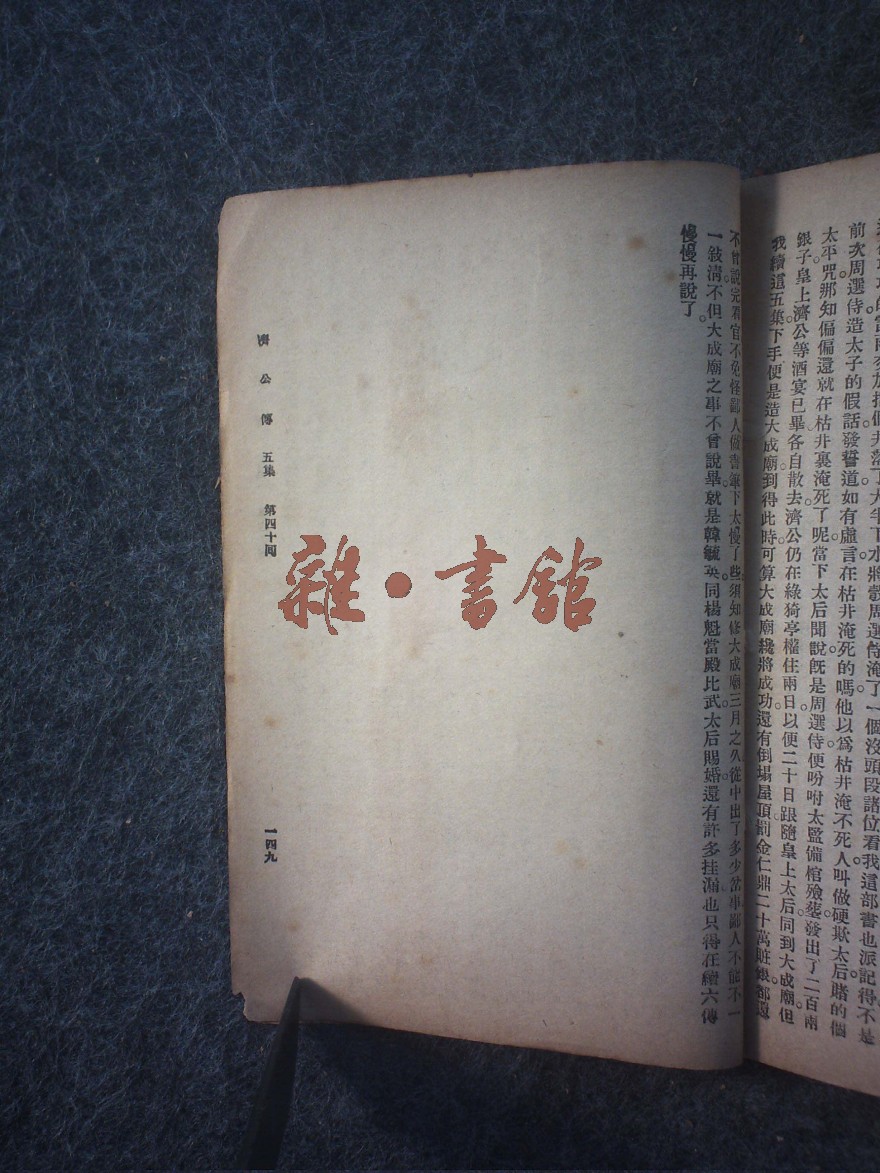 前次周選侍造太子的假話發誓道如有虛言在枯井淹死的嗎他以爲枯井淹不死人叫做硬欺太后賭的個
太平咒那知偏偏還就在枯井裏淹死了呢當下太后聞說旣是周選侍便吩咐太監備棺殮發出了二百兩
銀子皇上濟公等酒宴已畢各自散去濟公仍在綠猗亭權住兩日以便二十日跟隨皇上太后同到大成廟但
我續這五集下手便是造大成廟到得此時可算大成廟纔將成功還有倒塌屋頂罰金仁鼎二十萬賍銀都還
不曾說完看官不免怪鄙人做書筆下太慢了些須知修大成廟三月之久從中出了多少岔事鄙人不能不一
一敍淸不但大成廟之事不曾說畢就是韓毓英同楊魁當殿比武太后賜婚還有許多挂漏也只得在續六傳
慢慢再說了
濟公傳 五集 第四十回
一四九
雜•書館